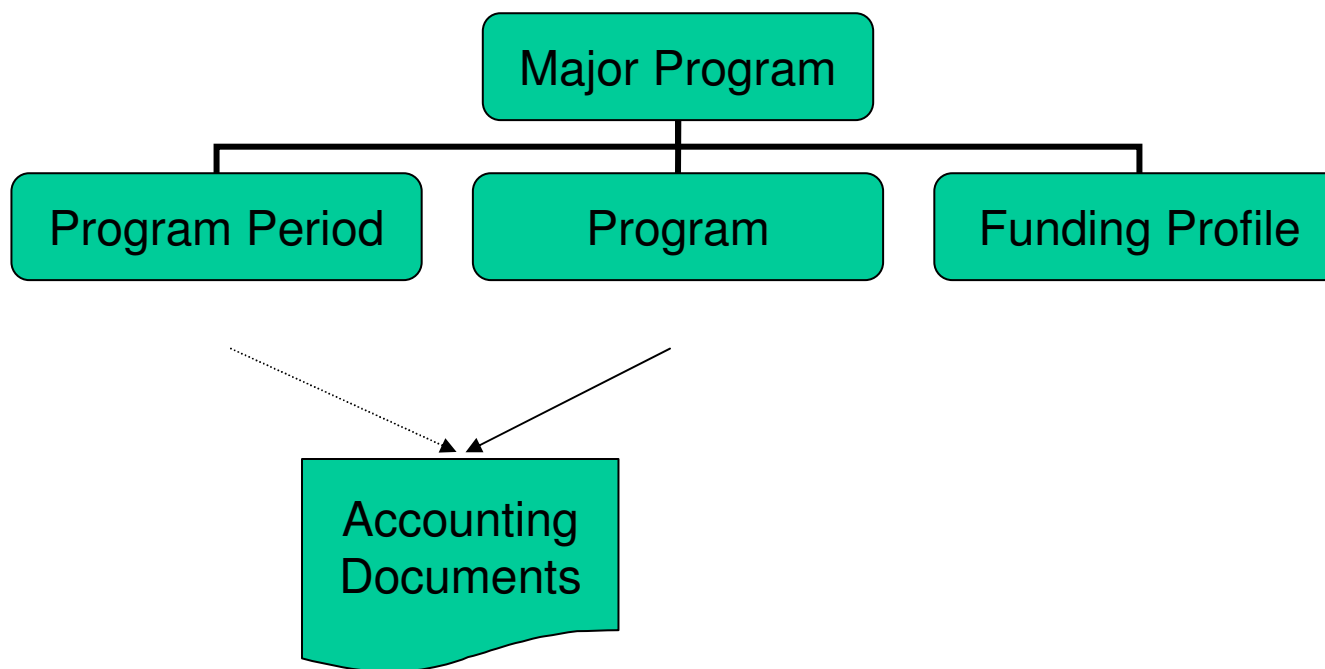 Major Program
Program Period
Program
Funding Profile
Accounting
Documents